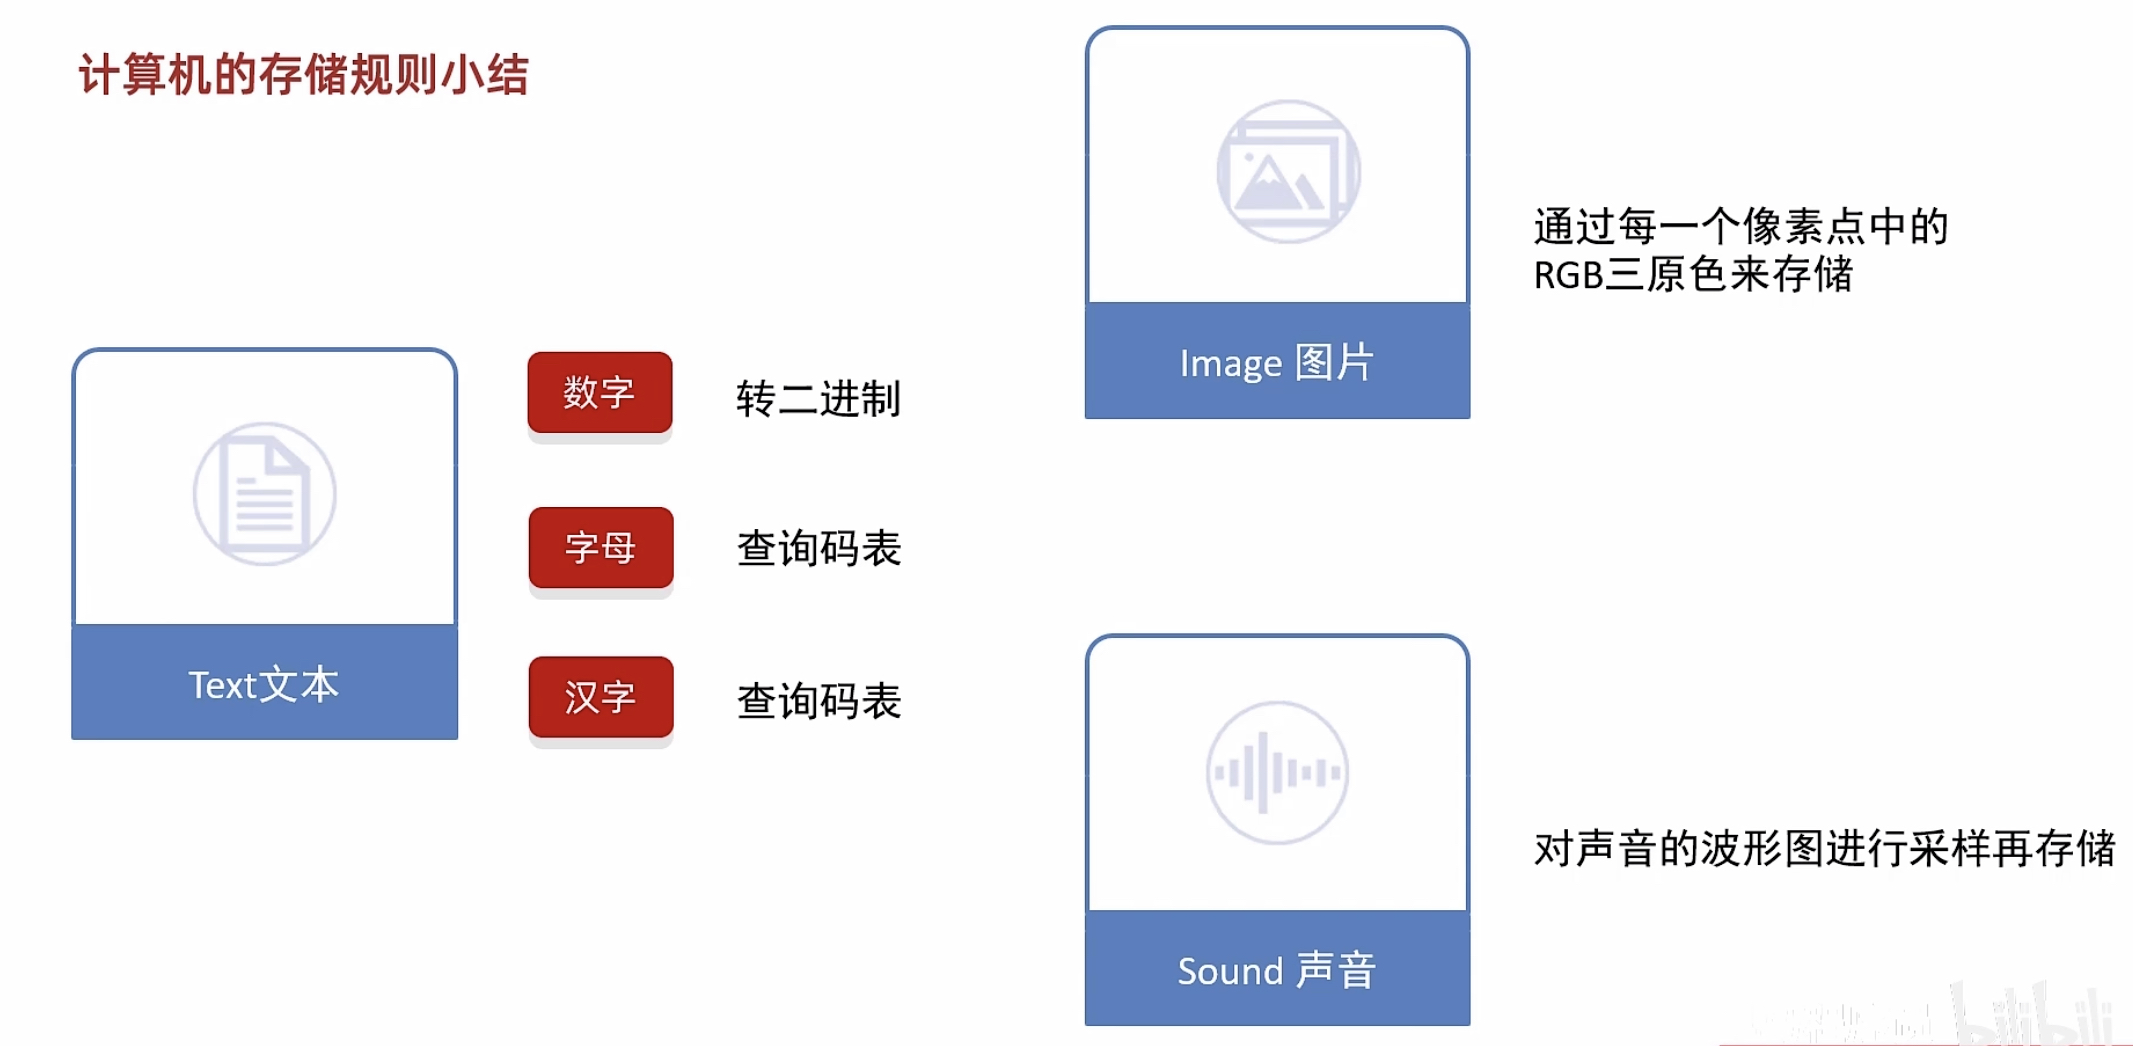 计算机的存储规则小结
Text文本
数字
转二进制
字母
查询码表
汉字
查询码表
Image 图片
通过每一个像素点中的
RGB三原色来存储
Sound 声音
对声音的波形图进行采样再存储
bilibili